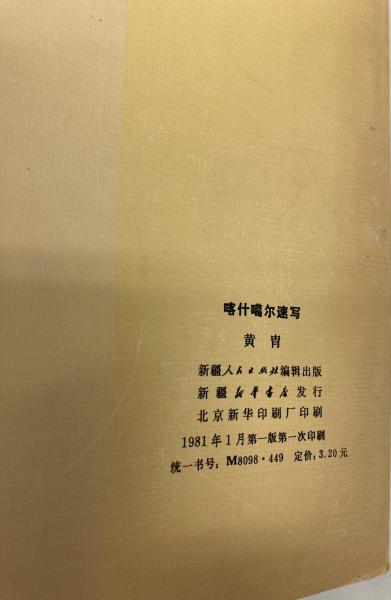 喀什噶尔速写
黄胄
新疆人民出版社编辑出版
新疆新华书店发行
北京新华印刷厂印刷
1981年1月第一版第一次印刷
统一书号：M8098·449 定价：3.20元